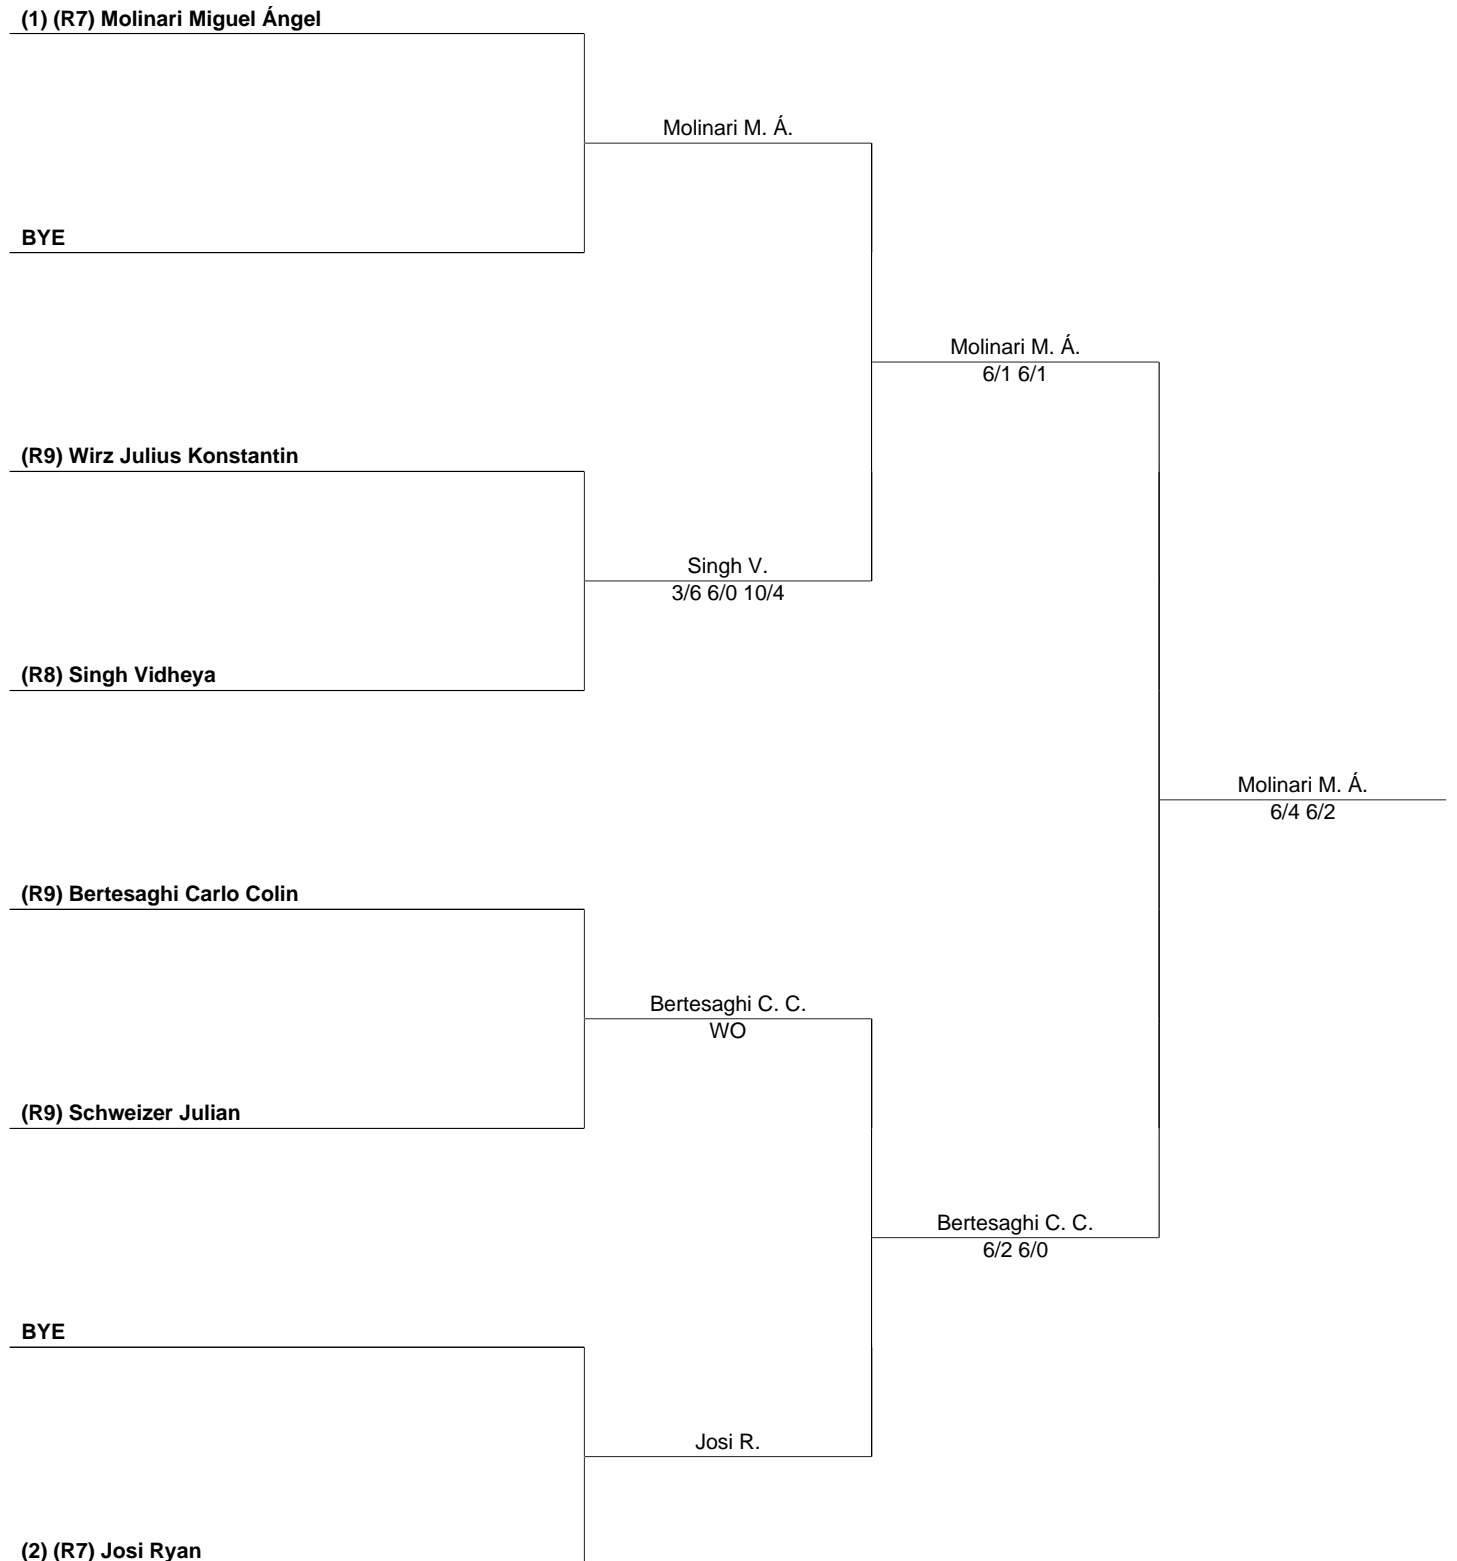 (1) (R7) Molinari Miguel Ángel
Molinari M. Á.
BYE
Molinari M. Á.
6/1 6/1
(R9) Wirz Julius Konstantin
Singh V.
3/6 6/0 10/4
(R8) Singh Vidheya
Molinari M. Á.
6/4 6/2
(R9) Bertesaghi Carlo Colin
Bertesaghi C. C.
WO
(R9) Schweizer Julian
Bertesaghi C. C.
6/2 6/0
BYE
Josi R.
(2) (R7) Josi Ryan